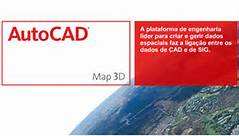 AutoCAD®
Map 3D
A plataforma de engenharia
líder para criar e gerir dados
espaciais faz a ligação entre os
dados de CAD e de SIG.